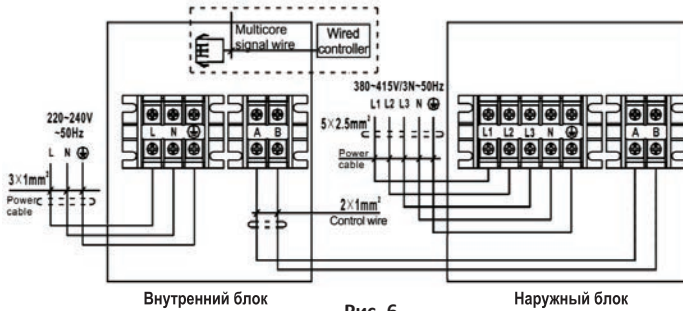 Multicore
signal wire
Wired
controller
380~415V/3N~50Hz
L1 L2 L3 N
220~240V
~50Hz
L N
5×2.5mm²
Power
cable
L N
A B
L1 L2 L3 N
A B
3×1mm²
Power
cable
2×1mm²
Control wire
Внутренний блок
Рис. 6
Наружный блок